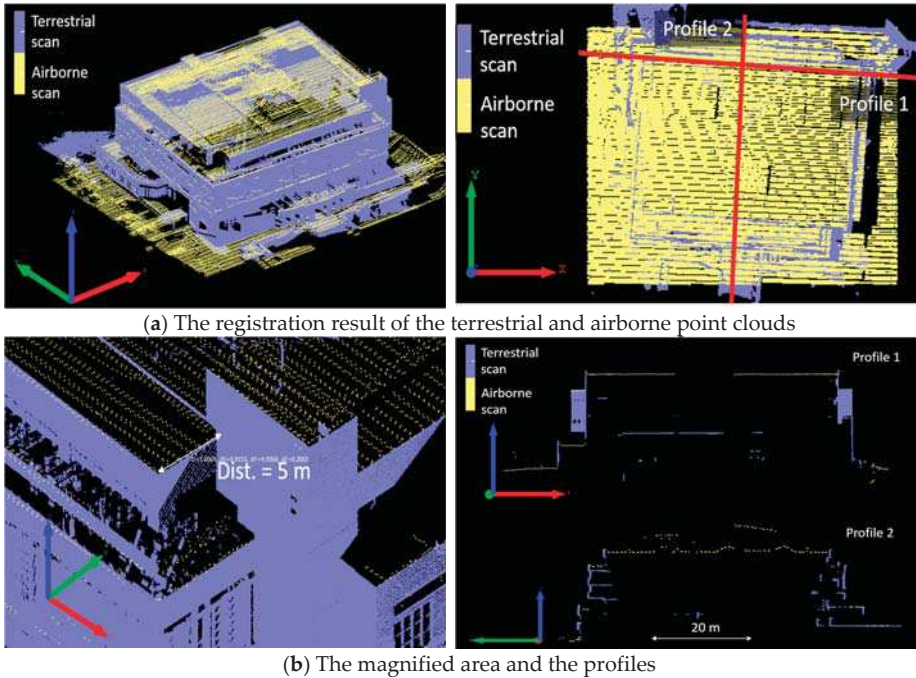 Terrestrial
scan
Airborne
scan
Terrestrial
scan
Airborne
scan
Profile 2
Profile 1
Y
X
(a) The registration result of the terrestrial and airborne point clouds
Dist. = 5 m
Terrestrial
scan
Airborne
scan
Profile 1
Profile 2
20 m
(b) The magnified area and the profiles